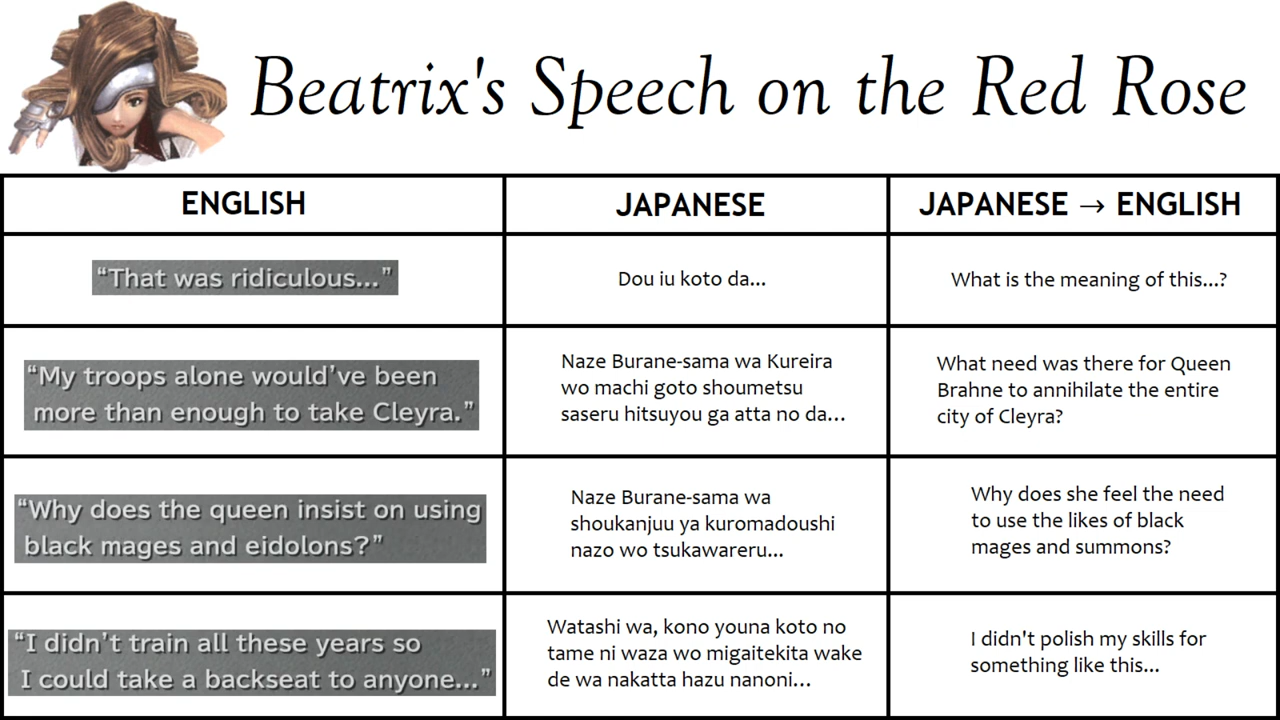 Beatrix's Speech on the Red Rose
ENGLISH
JAPANESE
JAPANESE → ENGLISH
“That was ridiculous...”
Dou iu koto da...
What is the meaning of this...?
“My troops alone would’ve been
more than enough to take Cleyra.”
Naze Burane-sama wa Kureira
wo machi goto shoumetsu
saseru hitsuyou ga atta no da...
What need was there for Queen
Brahne to annihilate the entire
city of Cleyra?
“Why does the queen insist on using
black mages and eidolons?”
Naze Burane-sama wa
shoukanjuu ya kuromadoushi
nazo wo tsukawareru...
Why does she feel the need
to use the likes of black
mages and summons?
“I didn’t train all these years so
I could take a backseat to anyone...”
Watashi wa, kono youna koto no
tame ni waza wo migaitekita wake
de wa nakatta hazu nanoni...
I didn't polish my skills for
something like this...